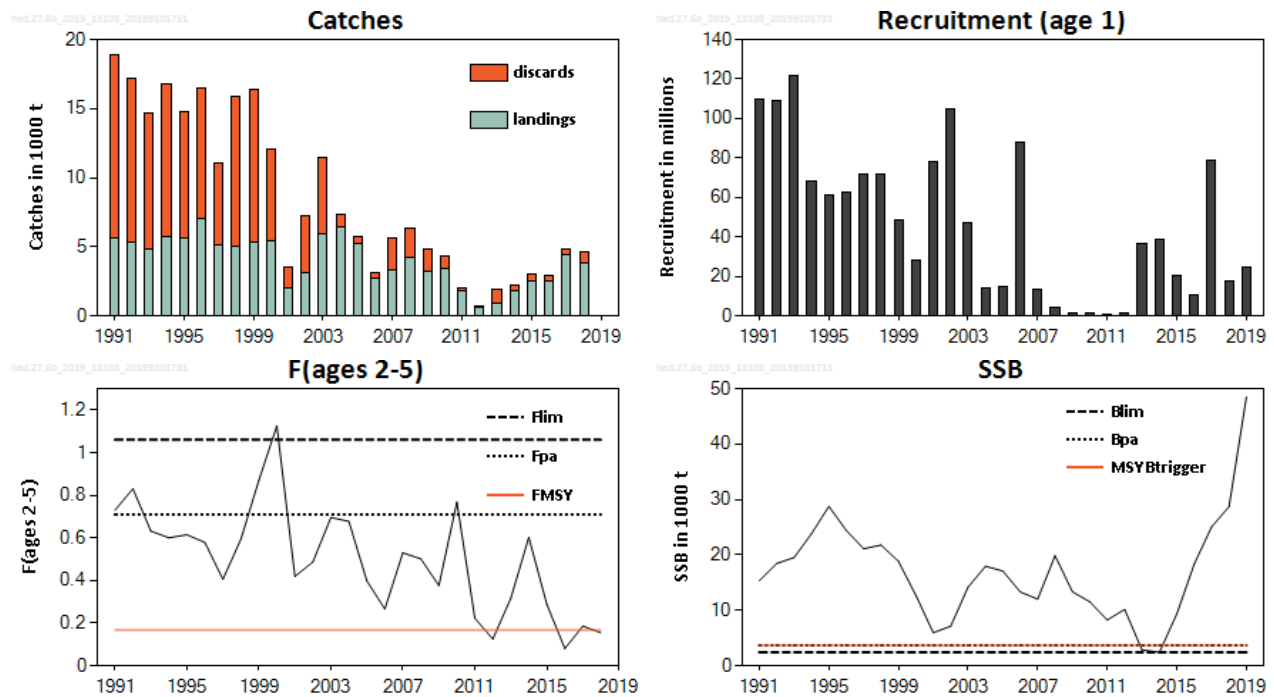 had.27.6b_2019_13108_20199101731
Catches
20
15
10
5
0
Catches in 1000 t
discards
landings
1991 1995 1999 2003 2007 2011 2015 2019
Recruitment (age 1)
140
120
100
80
60
40
20
0
Recruitment in millions
1991 1995 1999 2003 2007 2011 2015 2019
had.27.6b_2019_13108_20199101731
F(ages 2-5)
1.2
1
0.8
0.6
0.4
0.2
0
F(ages 2-5)
Flim
Fpa
FMSY
1991 1995 1999 2003 2007 2011 2015 2019
had.27.6b_2019_13108_20199101731
SSB
50
40
30
20
10
0
SSB in 1000 t
Blim
Bpa
MSYBtrigger
1991 1995 1999 2003 2007 2011 2015 2019